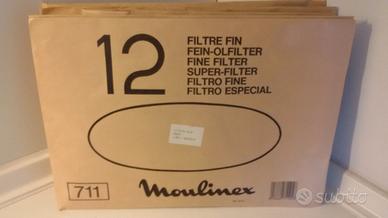 12
FILTRE FIN
FEIN-OLFILTER
FINE FILTER
SUPER-FILTER
FILTRO FINE
FILTRO ESPECIAL
711
Moulinex
subito